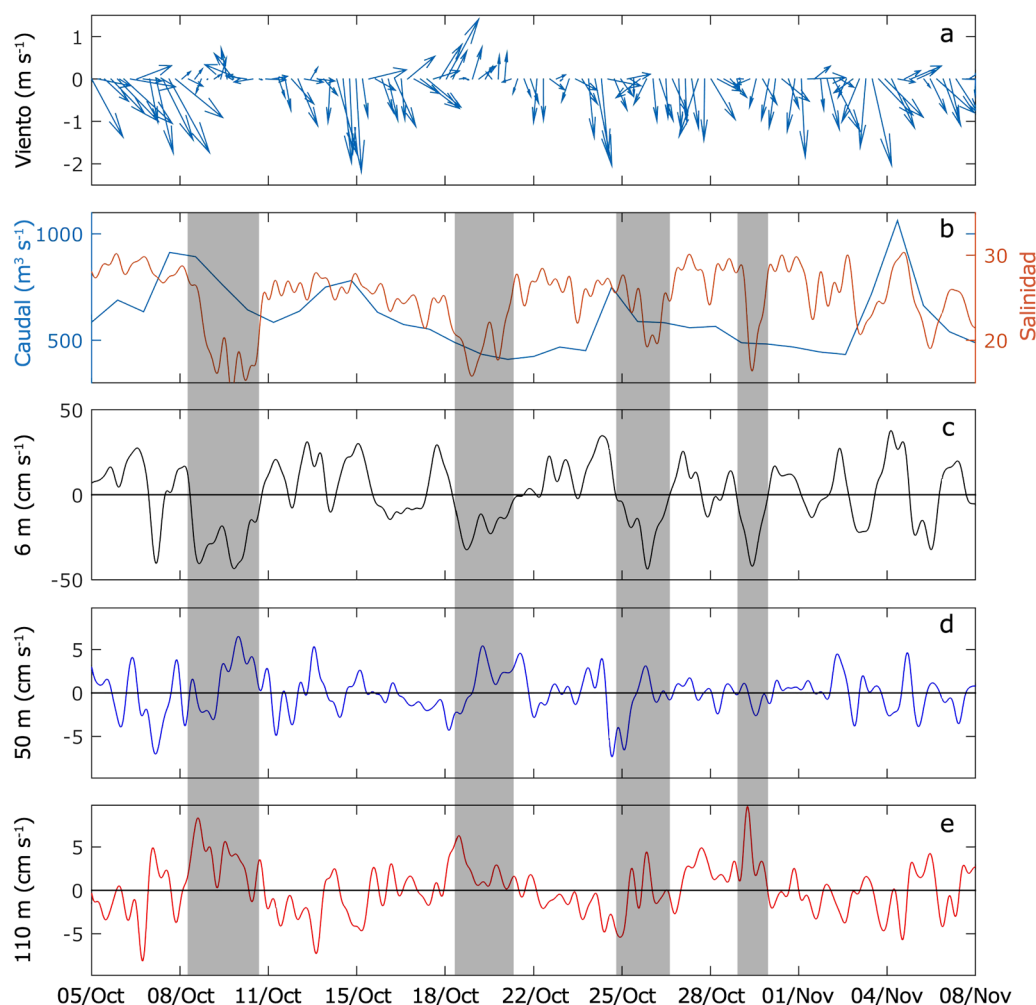 a
Viento (m s⁻¹)
1
0
-1
-2
b
Caudal (m³ s⁻¹)
1000
500
Salinidad
30
20
c
6 m (cm s⁻¹)
50
0
-50
d
50 m (cm s⁻¹)
5
0
-5
e
110 m (cm s⁻¹)
5
0
-5
05/Oct 08/Oct 11/Oct 15/Oct 18/Oct 22/Oct 25/Oct 28/Oct 01/Nov 04/Nov 08/Nov